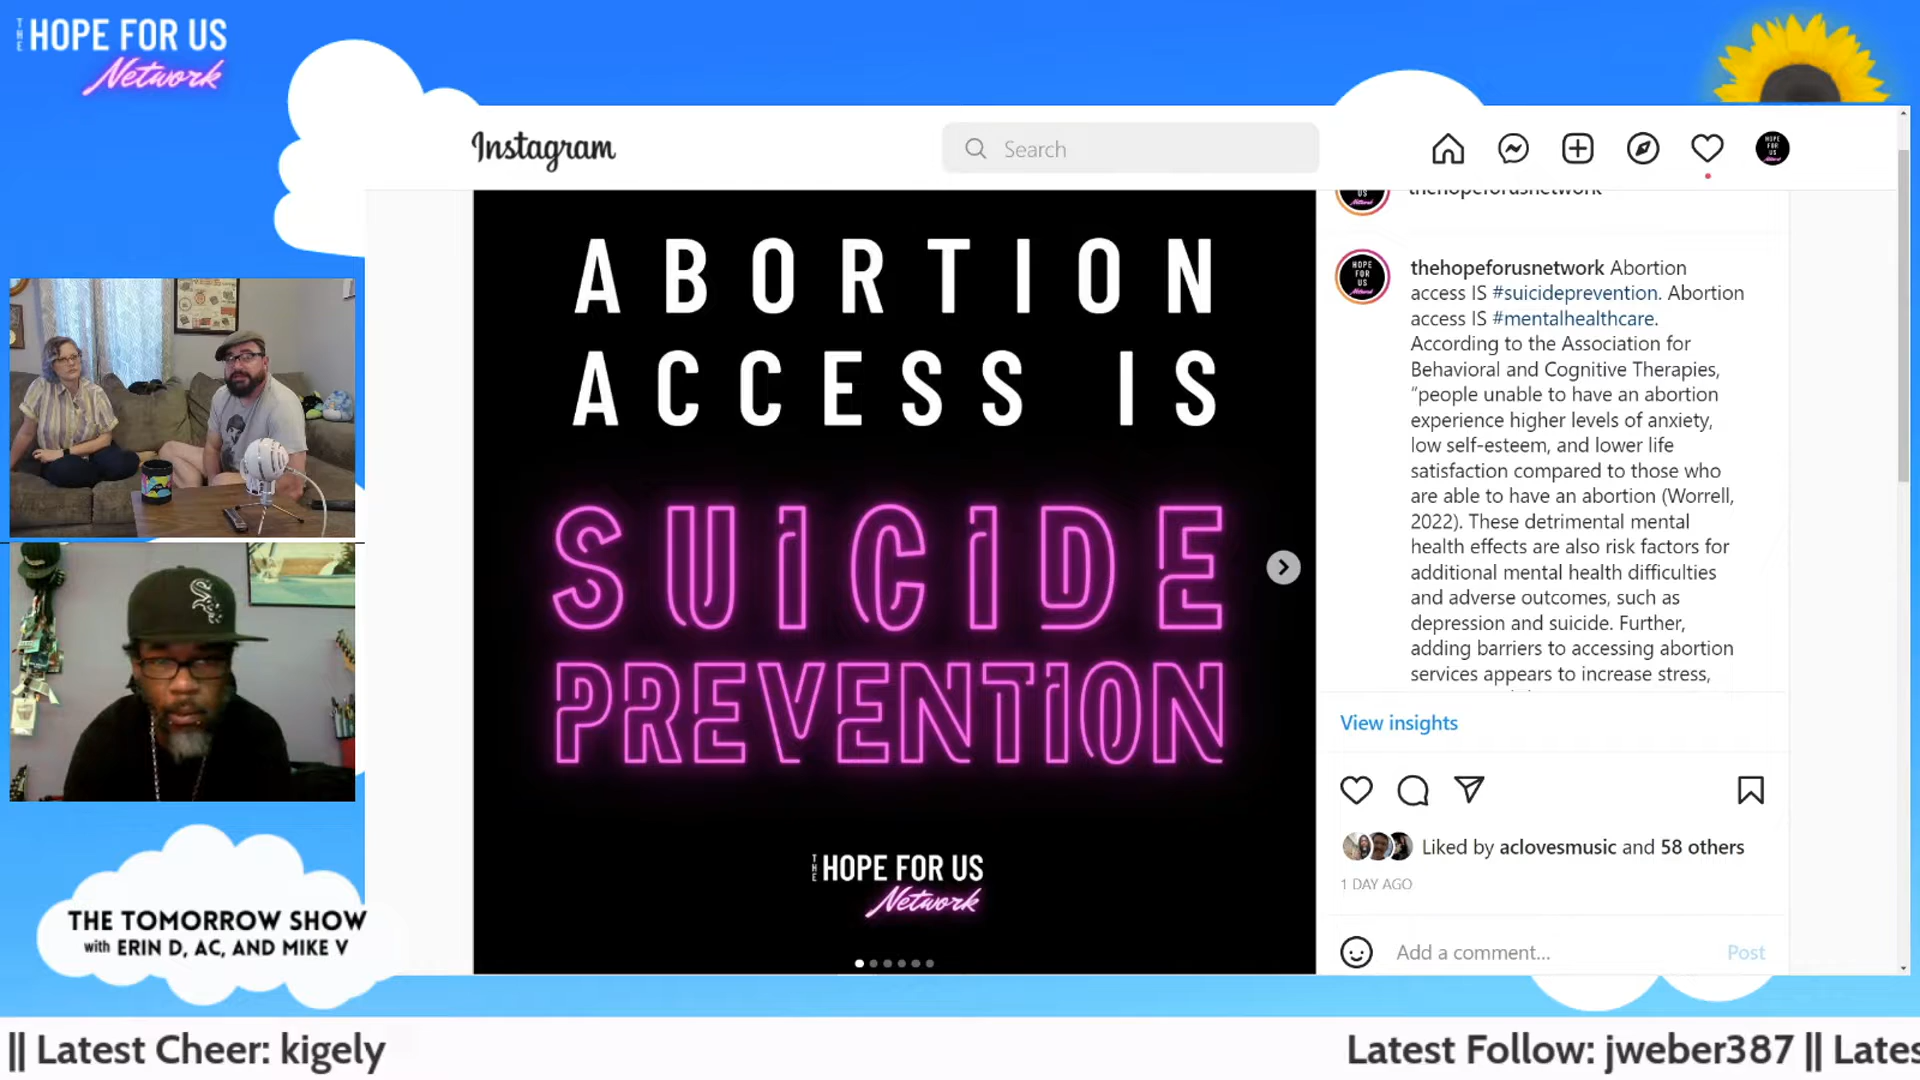 THE HOPE FOR US
Network
Instagram
Search
ABORTION
ACCESS IS
SUICIDE
PREVENTION
THE HOPE FOR US
Network
thehopeforusnetwork
HOPE
FOR
US
thehopeforusnetwork Abortion
access IS #suicideprevention. Abortion
access IS #mentalhealthcare.
According to the Association for
Behavioral and Cognitive Therapies,
“people unable to have an abortion
experience higher levels of anxiety,
low self-esteem, and lower life
satisfaction compared to those who
are able to have an abortion (Worrell,
2022). These detrimental mental
health effects are also risk factors for
additional mental health difficulties
and adverse outcomes, such as
depression and suicide. Further,
adding barriers to accessing abortion
services appears to increase stress,
View insights
Liked by aclovesmusic and 58 others
1 DAY AGO
Add a comment...
Post
THE TOMORROW SHOW
with ERIN D, AC, AND MIKE V
|| Latest Cheer: kigely
Latest Follow: jweber387 || Lates